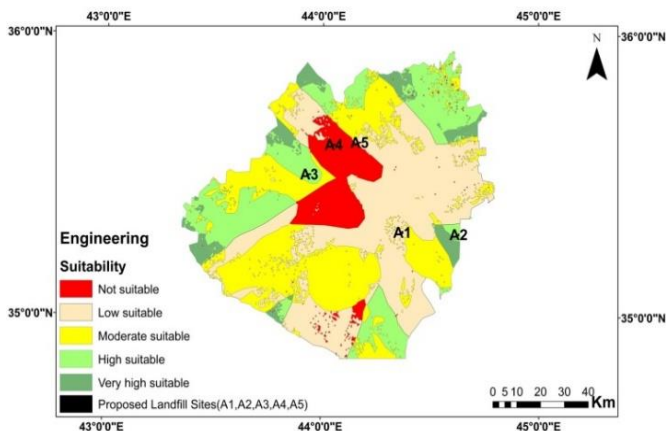 43°0'0"E 44°0'0"E 45°0'0"E
36°0'0"N
36°0'0"N
N
A4
A5
A3
A1
A2
Engineering
Suitability
Not suitable
Low suitable
Moderate suitable
High suitable
Very high suitable
Proposed Landfill Sites(A1,A2,A3,A4,A5)
35°0'0"N
35°0'0"N
0 5 10 20 30 40
Km
43°0'0"E 44°0'0"E 45°0'0"E